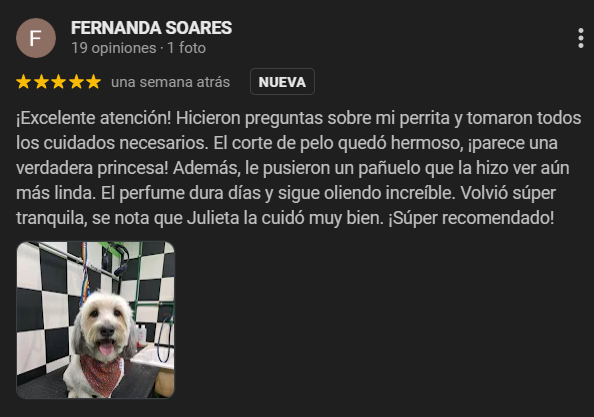 F
FERNANDA SOARES
19 opiniones · 1 foto
una semana atrás
NUEVA
¡Excelente atención! Hicieron preguntas sobre mi perrita y tomaron todos
los cuidados necesarios. El corte de pelo quedó hermoso, ¡parece una
verdadera princesa! Además, le pusieron un pañuelo que la hizo ver aún
más linda. El perfume dura días y sigue oliendo increíble. Volvió súper
tranquila, se nota que Julieta la cuidó muy bien. ¡Súper recomendado!